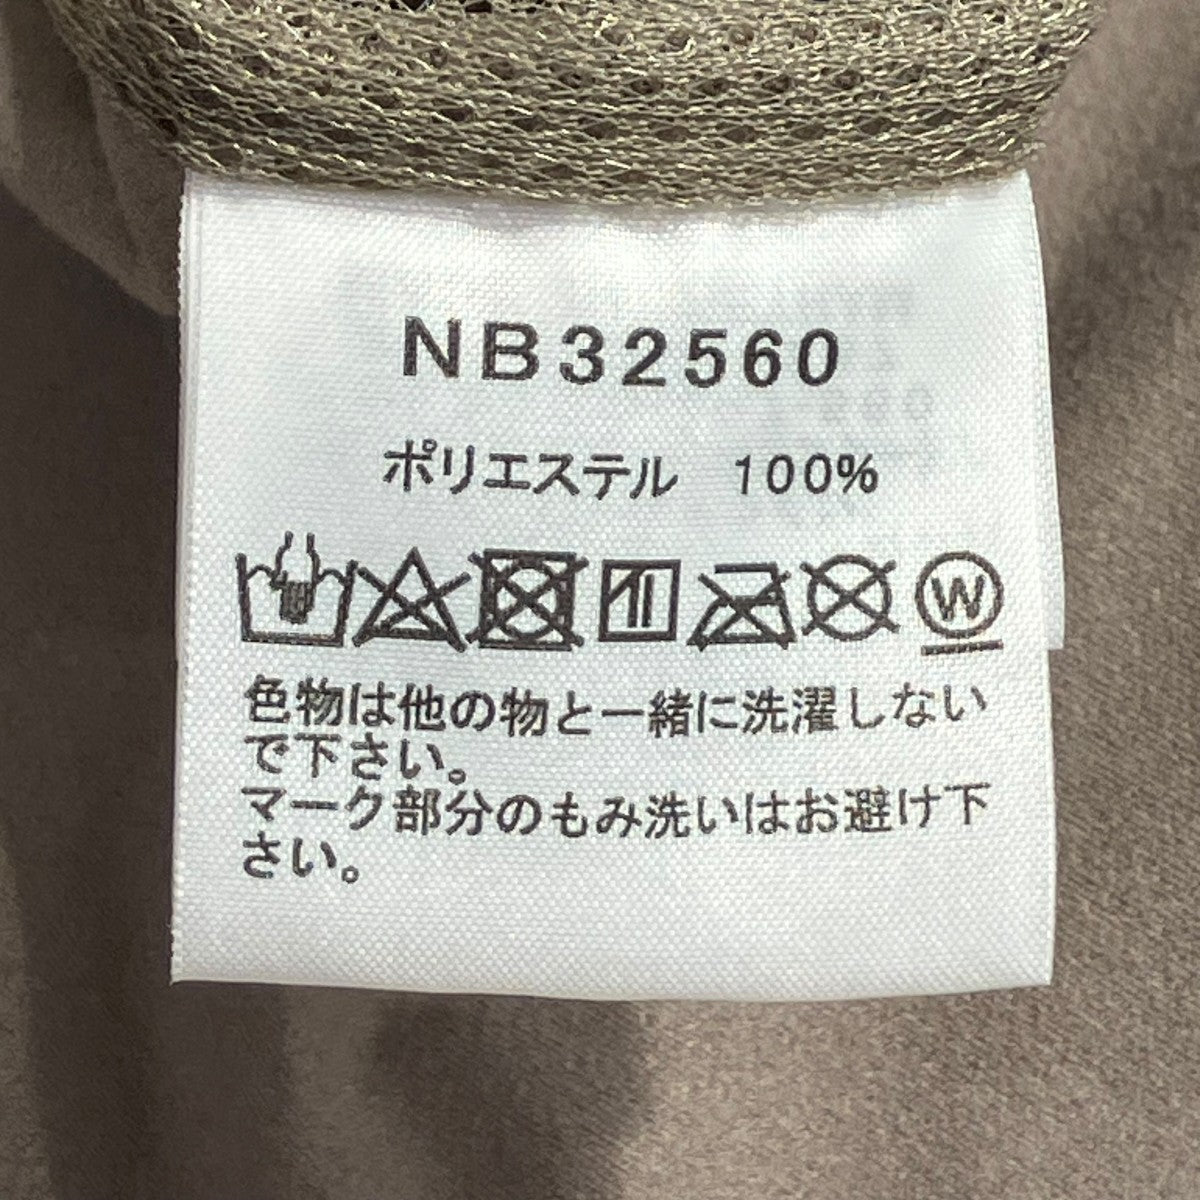 NB32560
ポリエステル 100%
W
色物は他の物と一緒に洗濯しない
で下さい。
マーク部分のもみ洗いはお避け下
さい。